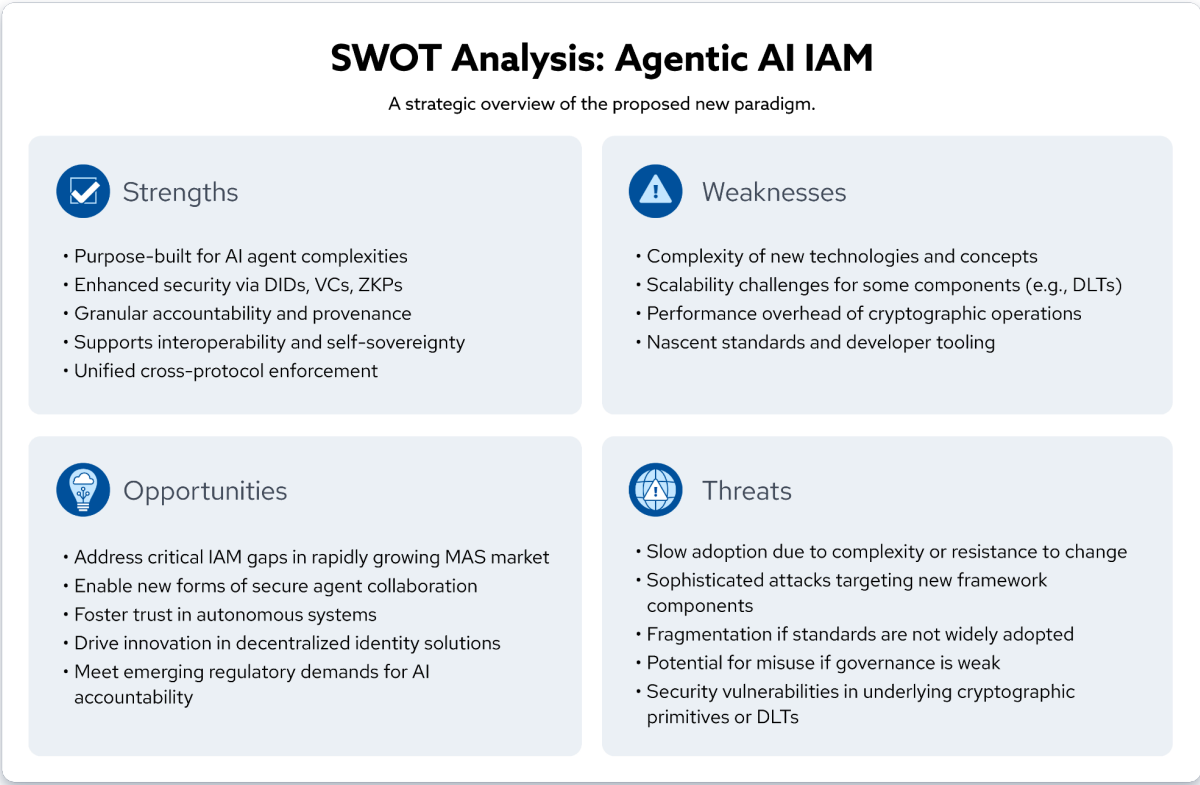 SWOT Analysis: Agentic AI IAM
A strategic overview of the proposed new paradigm.
Strengths
• Purpose-built for AI agent complexities
• Enhanced security via DIDs, VCs, ZKPs
• Granular accountability and provenance
• Supports interoperability and self-sovereignty
• Unified cross-protocol enforcement
Weaknesses
• Complexity of new technologies and concepts
• Scalability challenges for some components (e.g., DLTs)
• Performance overhead of cryptographic operations
• Nascent standards and developer tooling
Opportunities
• Address critical IAM gaps in rapidly growing MAS market
• Enable new forms of secure agent collaboration
• Foster trust in autonomous systems
• Drive innovation in decentralized identity solutions
• Meet emerging regulatory demands for AI
accountability
Threats
• Slow adoption due to complexity or resistance to change
• Sophisticated attacks targeting new framework
components
• Fragmentation if standards are not widely adopted
• Potential for misuse if governance is weak
• Security vulnerabilities in underlying cryptographic
primitives or DLTs